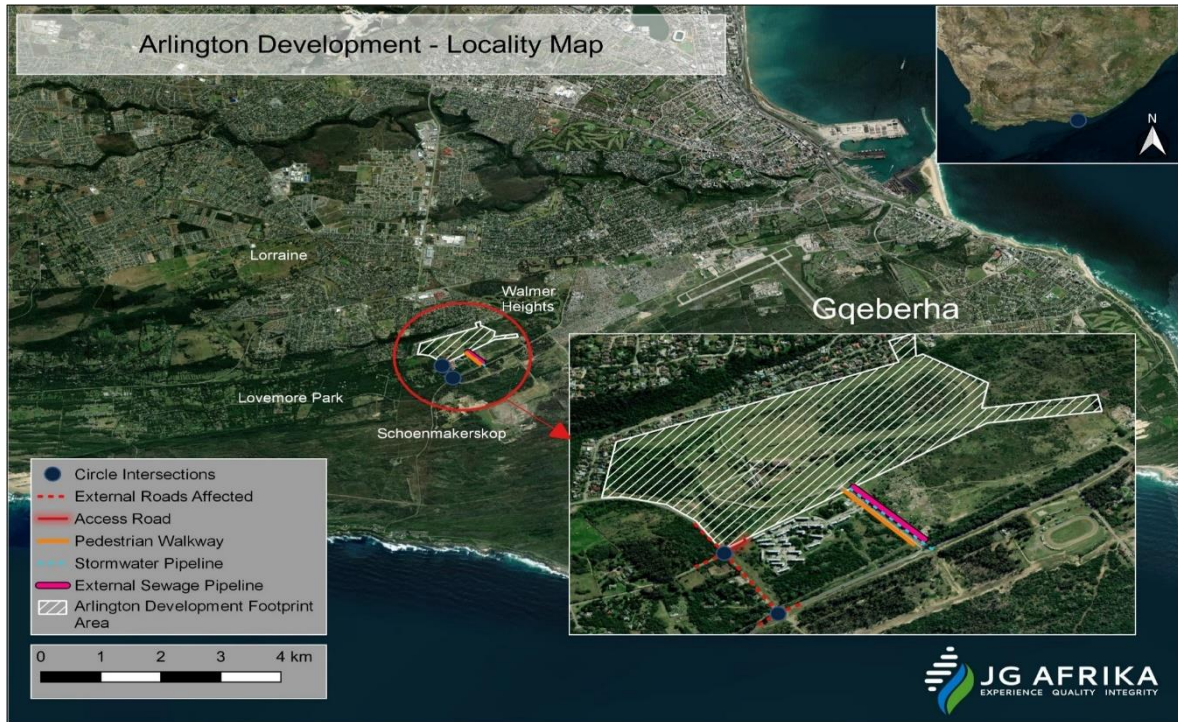 Arlington Development - Locality Map
N
Lorraine
Walmer
Heights
Gqeberha
Lovemore Park
Schoenmakerskop
Circle Intersections
External Roads Affected
Access Road
Pedestrian Walkway
Stormwater Pipeline
External Sewage Pipeline
Arlington Development Footprint
Area
0 1 2 3 4 km
JG AFRIKA
EXPERIENCE QUALITY INTEGRITY